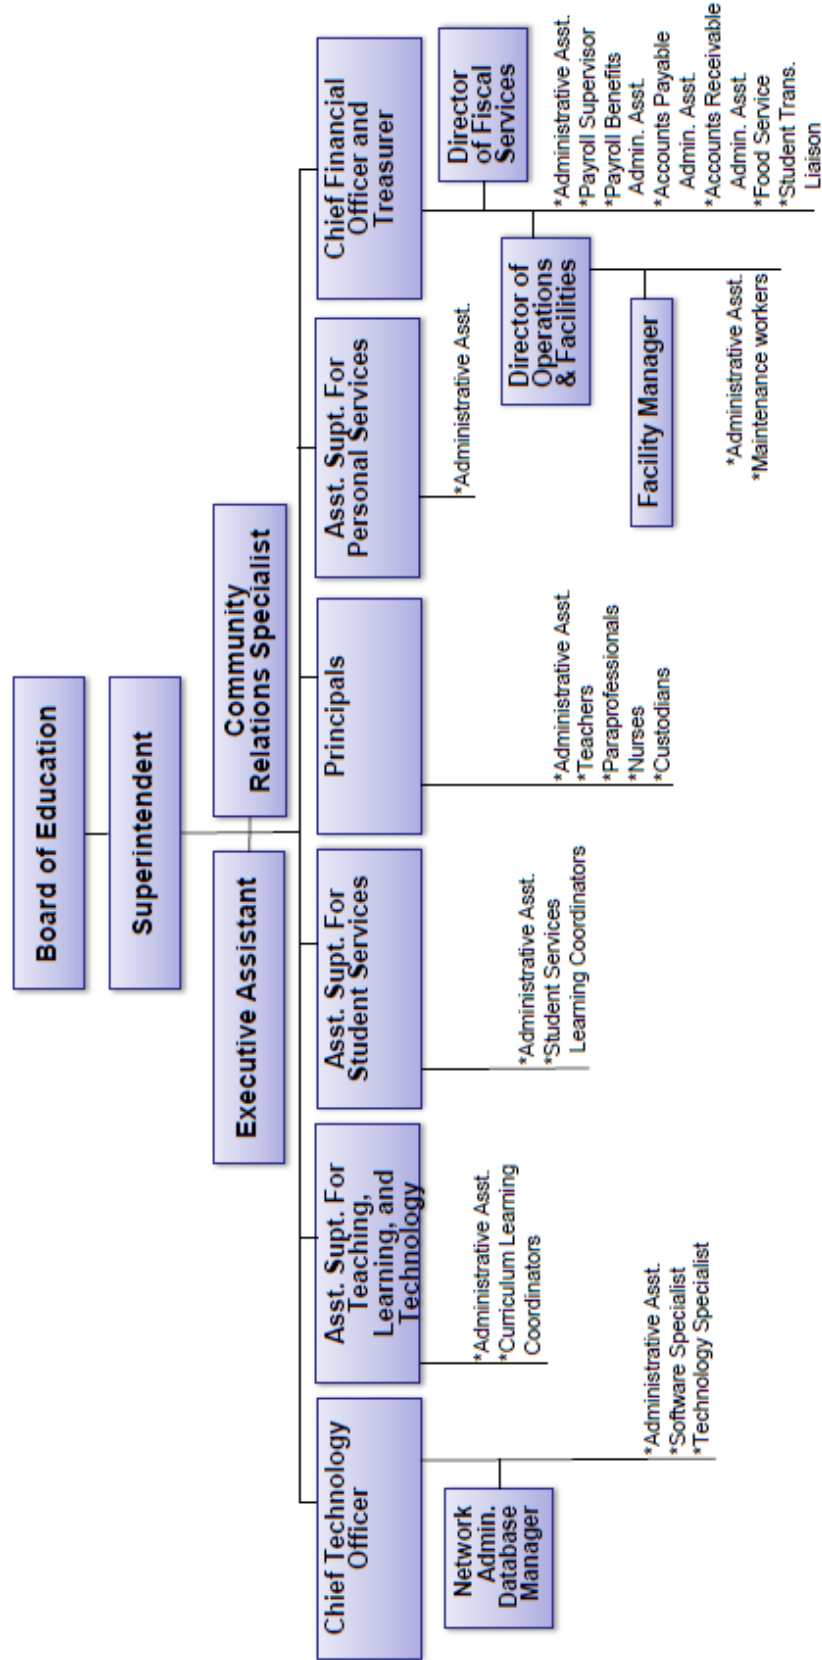 Board of Education
Superintendent
Executive Assistant
Community
Relations Specialist
Chief Technology
Officer
Asst. Supt. For
Teaching,
Learning, and
Technology
Asst. Supt. For
Student Services
Principals
Asst. Supt. For
Personal Services
Chief Financial
Officer and
Treasurer
Network
Admin.
Database
Manager
*Administrative Asst.
*Software Specialist
*Technology Specialist
*Administrative Asst.
*Curriculum Learning
Coordinators
*Administrative Asst.
*Student Services
Learning Coordinators
*Administrative Asst.
*Teachers
*Paraprofessionals
*Nurses
*Custodians
*Administrative Asst.
Director
of Fiscal
Services
Director of
Operations
& Facilities
Facility Manager
*Administrative Asst.
*Maintenance workers
*Administrative Asst.
*Payroll Supervisor
*Payroll Benefits
Admin. Asst.
*Accounts Payable
Admin. Asst.
*Accounts Receivable
Admin. Asst.
*Food Service
*Student Trans.
Liaison